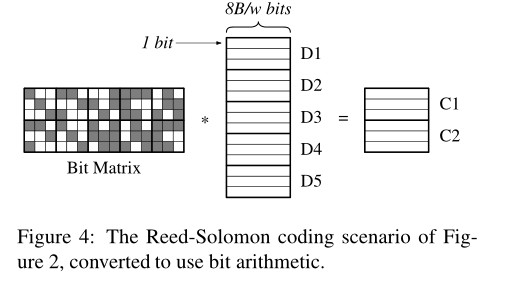 8B/w bits
1 bit
D1
D2
D3
D4
D5
*
=
C1
C2
Bit Matrix
Figure 4: The Reed-Solomon coding scenario of Fig-
ure 2, converted to use bit arithmetic.